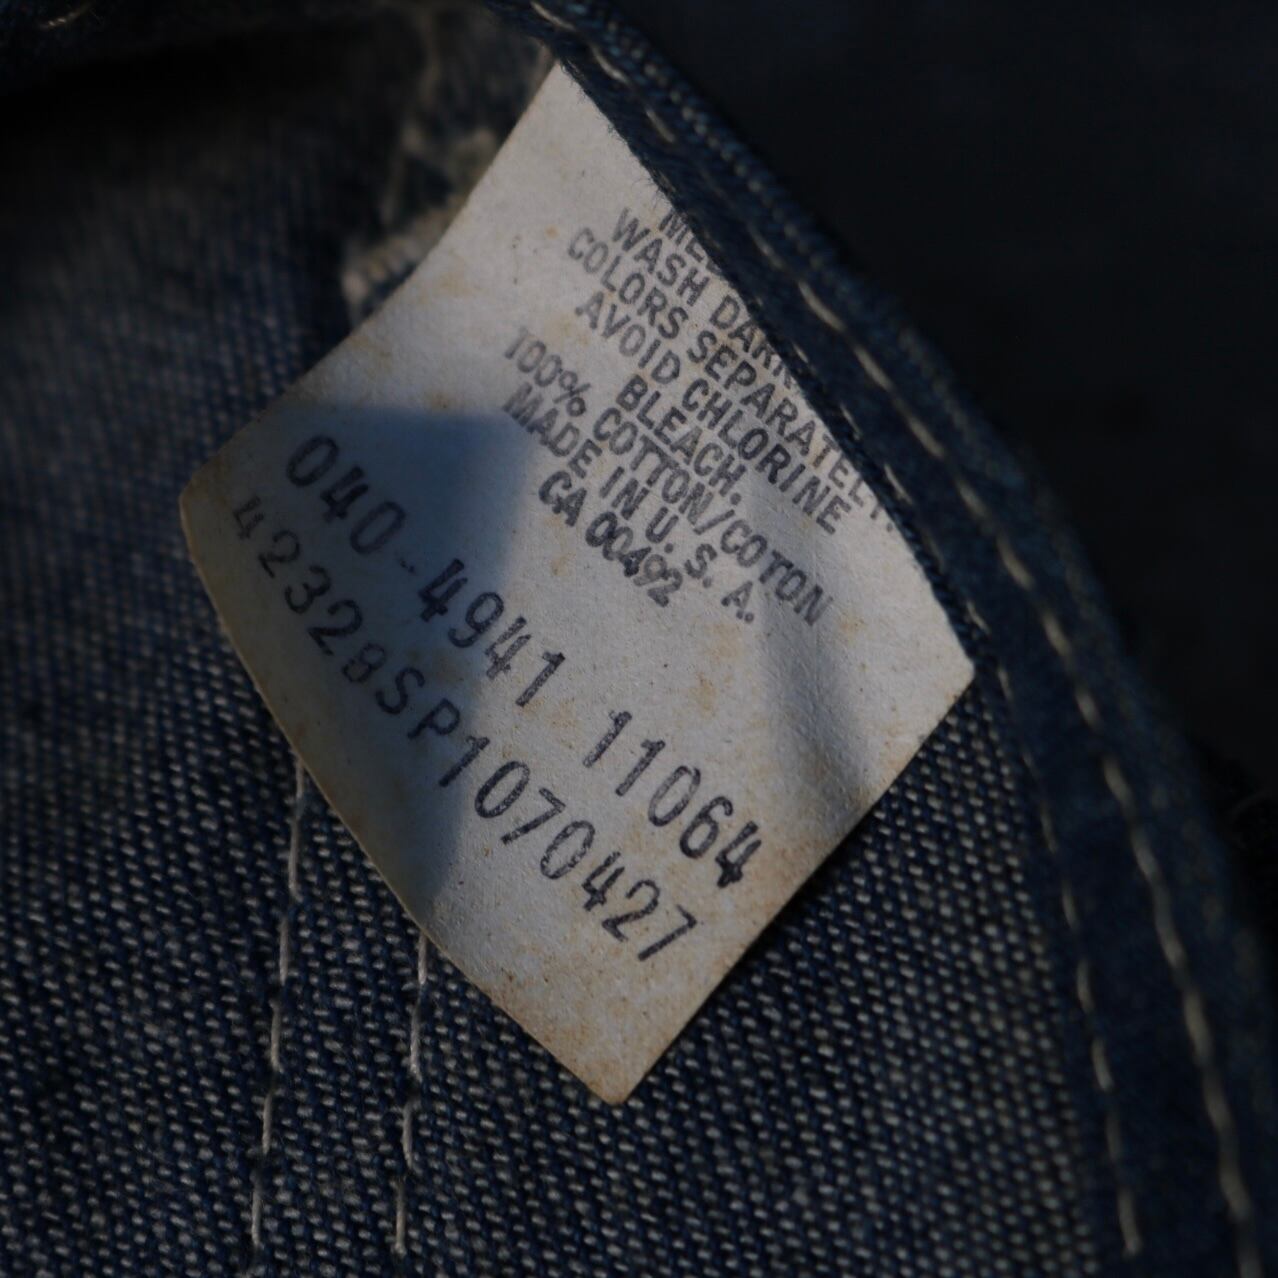 WASH DARK
COLORS SEPARATELY.
AVOID CHLORINE
BLEACH.
100% COTTON/COTON
MADE IN U. S. A.
CA 00492
040-4941 11064
42328SP1070427